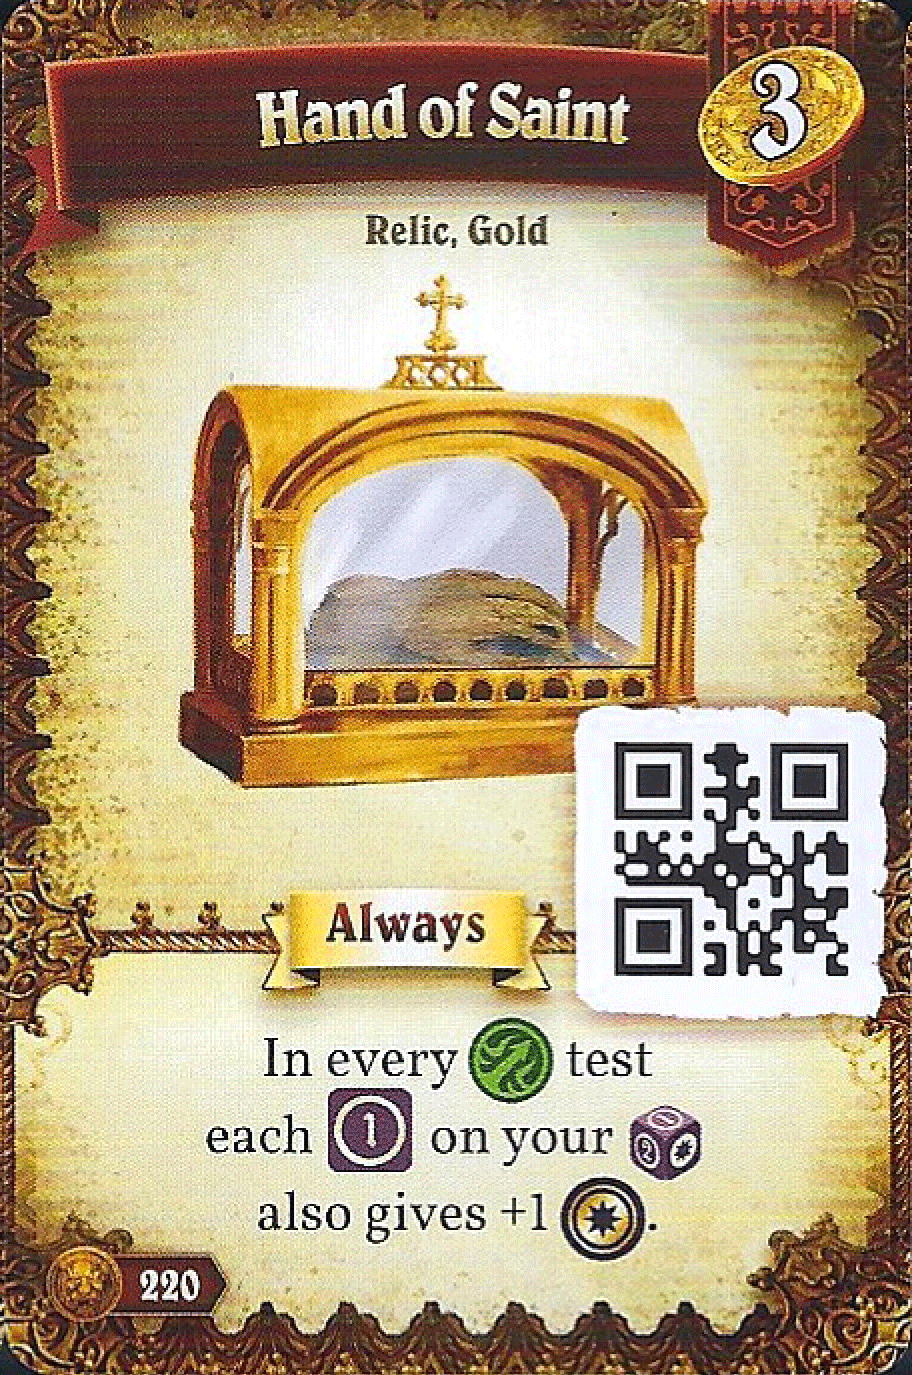 Hand of Saint
3
Relic, Gold
Always
In every test
each 1 on your
also gives +1 .
220